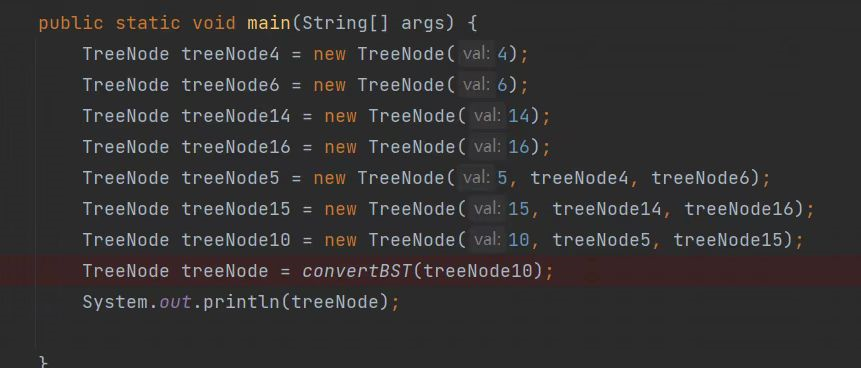 public static void main(String[] args) {
TreeNode treeNode4 = new TreeNode( val: 4);
TreeNode treeNode6 = new TreeNode( val: 6);
TreeNode treeNode14 = new TreeNode( val: 14);
TreeNode treeNode16 = new TreeNode( val: 16);
TreeNode treeNode5 = new TreeNode( val: 5, treeNode4, treeNode6);
TreeNode treeNode15 = new TreeNode( val: 15, treeNode14, treeNode16);
TreeNode treeNode10 = new TreeNode( val: 10, treeNode5, treeNode15);
TreeNode treeNode = convertBST(treeNode10);
System.out.println(treeNode);
}